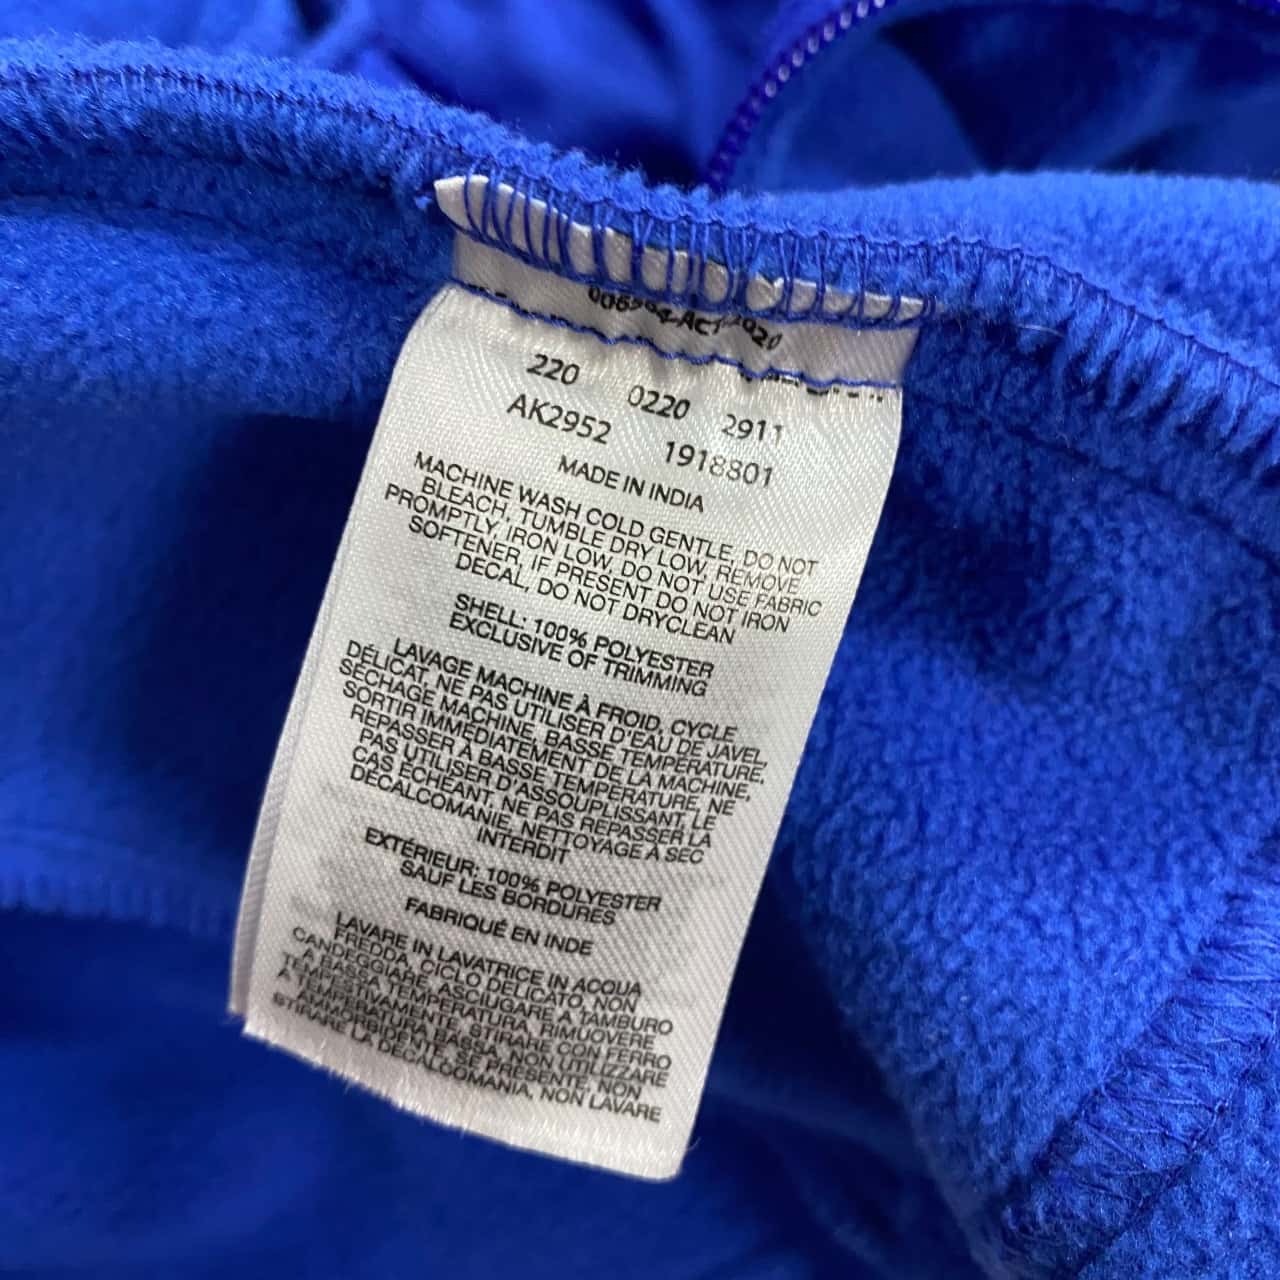 220 0220 2911
AK2952 1918801
MADE IN INDIA
MACHINE WASH COLD GENTLE, DO NOT
BLEACH, TUMBLE DRY LOW, REMOVE
PROMPTLY, IRON LOW, DO NOT USE FABRIC
SOFTENER, IF PRESENT DO NOT IRON
DECAL, DO NOT DRYCLEAN
SHELL: 100% POLYESTER
EXCLUSIVE OF TRIMMING
LAVAGE MACHINE À FROID, CYCLE
DÉLICAT, NE PAS UTILISER D'EAU DE JAVEL,
SÉCHAGE MACHINE, BASSE TEMPÉRATURE,
SORTIR IMMÉDIATEMENT DE LA MACHINE,
REPASSER À BASSE TEMPÉRATURE, NE
PAS UTILISER D'ASSOUPLISSANT, LE
CAS ÉCHÉANT, NE PAS REPASSER LA
DÉCALCOMANIE, NETTOYAGE À SEC
INTERDIT
EXTÉRIEUR: 100% POLYESTER
SAUF LES BORDURES
FABRIQUÉ EN INDE
LAVARE IN LAVATRICE IN ACQUA
FREDDA, CICLO DELICATO, NON
CANDEGGIARE, ASCIUGARE A TAMBURO
A BASSA TEMPERATURA, RIMUOVERE
TEMPESTIVAMENTE, STIRARE CON FERRO
A TEMPERATURA BASSA, NON UTILIZZARE
AMMORBIDENTE, SE PRESENTE, NON
STIRARE LA DECALCOMANIA, NON LAVARE